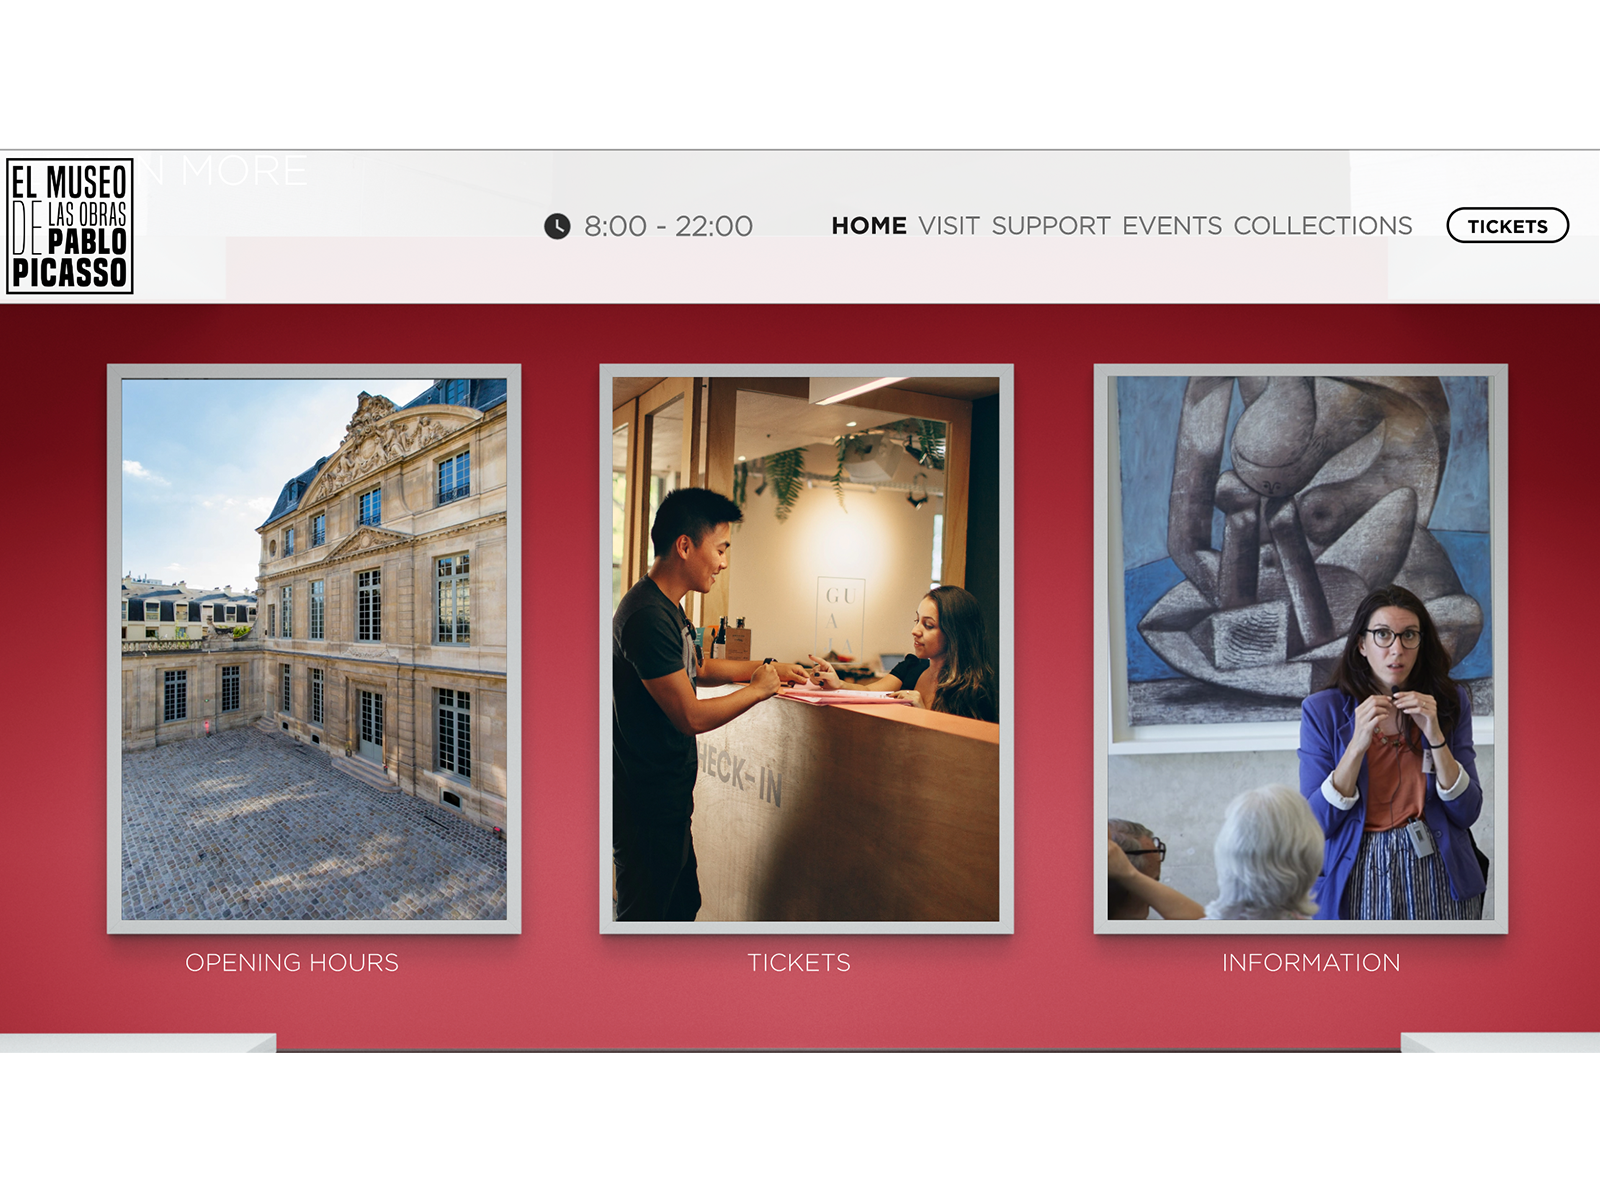 N MORE
EL MUSEO
DE LAS OBRAS
PABLO
PICASSO
8:00 - 22:00
HOME VISIT SUPPORT EVENTS COLLECTIONS
TICKETS
GU
A
CHECK-IN
OPENING HOURS
TICKETS
INFORMATION